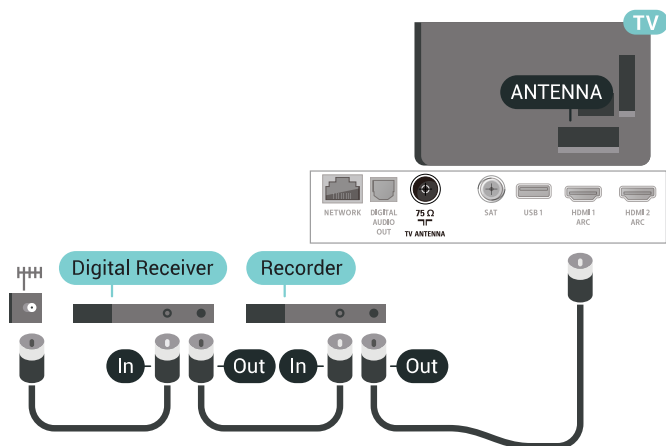 TV
ANTENNA
NETWORK
DIGITAL
AUDIO
OUT
75 Ω
TV ANTENNA
SAT
USB 1
HDMI 1
ARC
HDMI 2
ARC
Digital Receiver
Recorder
In
Out
In
Out